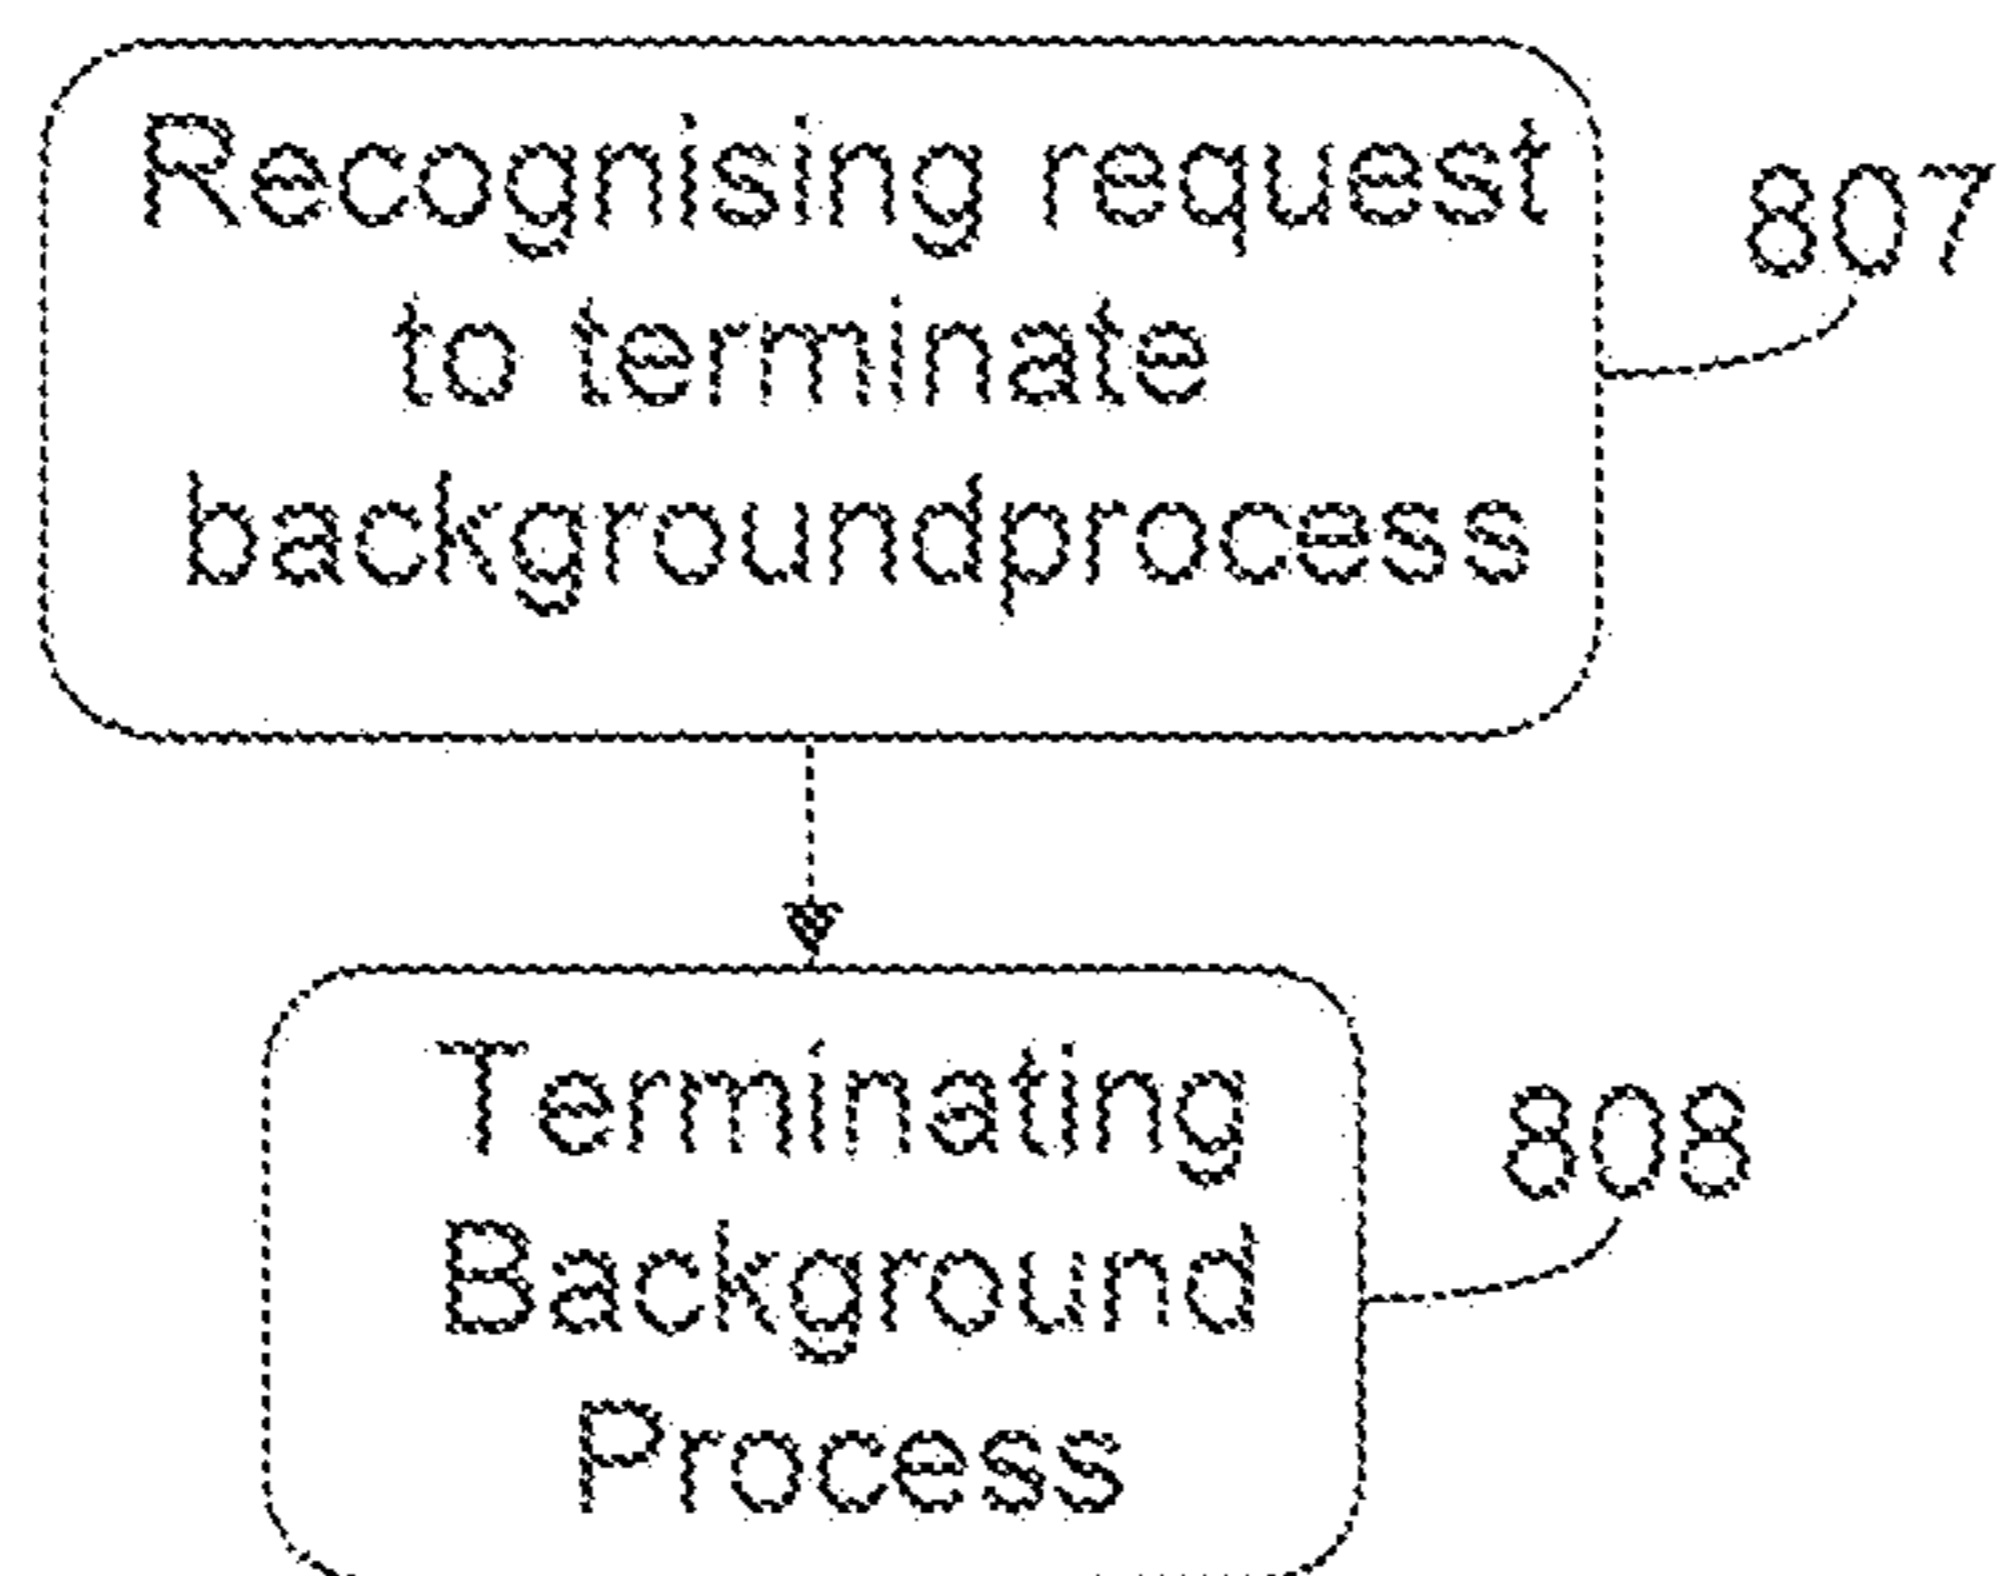 Recognising request
807
to terminate
backgroundprocess
Terminating
808
Background
Process